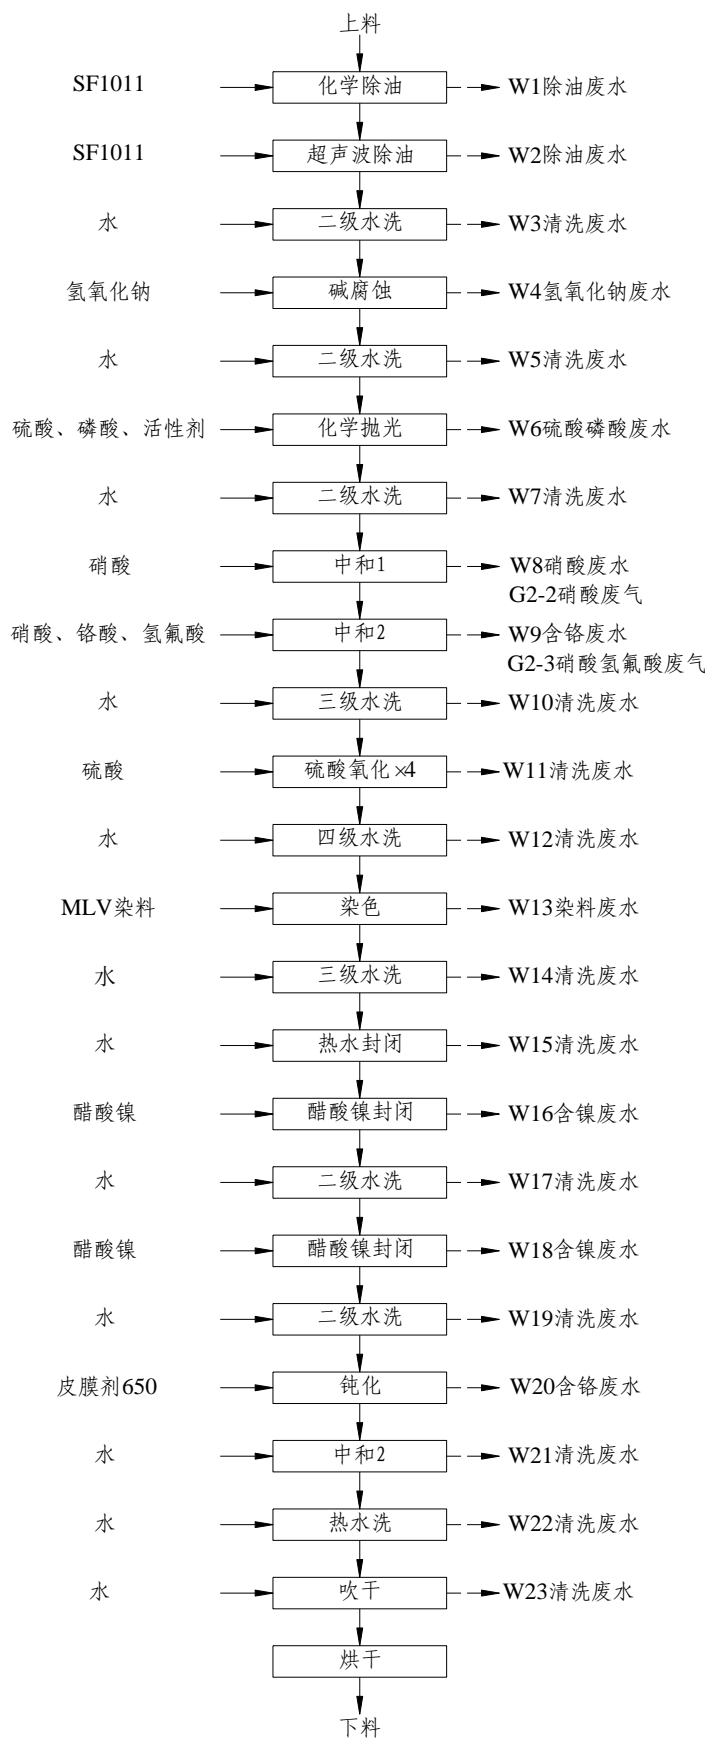 上料
SF1011 化学除油 W1除油废水
SF1011 超声波除油 W2除油废水
水 二级水洗 W3清洗废水
氢氧化钠 碱腐蚀 W4氢氧化钠废水
水 二级水洗 W5清洗废水
硫酸、磷酸、活性剂 化学抛光 W6硫酸磷酸废水
水 二级水洗 W7清洗废水
硝酸 中和1 W8硝酸废水
G2-2硝酸废气
硝酸、铬酸、氢氟酸 中和2 W9含铬废水
G2-3硝酸氢氟酸废气
水 三级水洗 W10清洗废水
硫酸 硫酸氧化×4 W11清洗废水
水 四级水洗 W12清洗废水
MLV染料 染色 W13染料废水
水 三级水洗 W14清洗废水
水 热水封闭 W15清洗废水
醋酸镍 醋酸镍封闭 W16含镍废水
水 二级水洗 W17清洗废水
醋酸镍 醋酸镍封闭 W18含镍废水
水 二级水洗 W19清洗废水
皮膜剂650 钝化 W20含铬废水
水 中和2 W21清洗废水
水 热水洗 W22清洗废水
水 吹干 W23清洗废水
烘干
下料